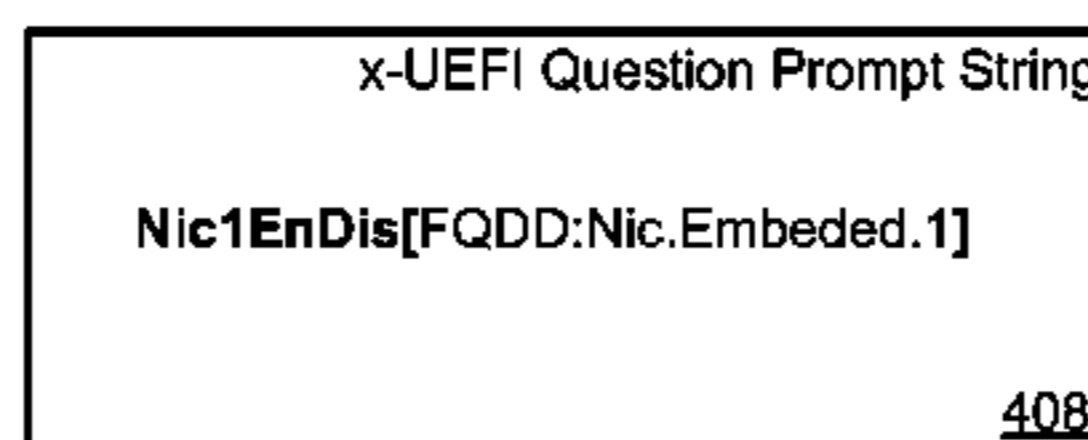 x-UEFI Question Prompt String
Nic1EnDis[FQDD:Nic.Embeded.1]
408